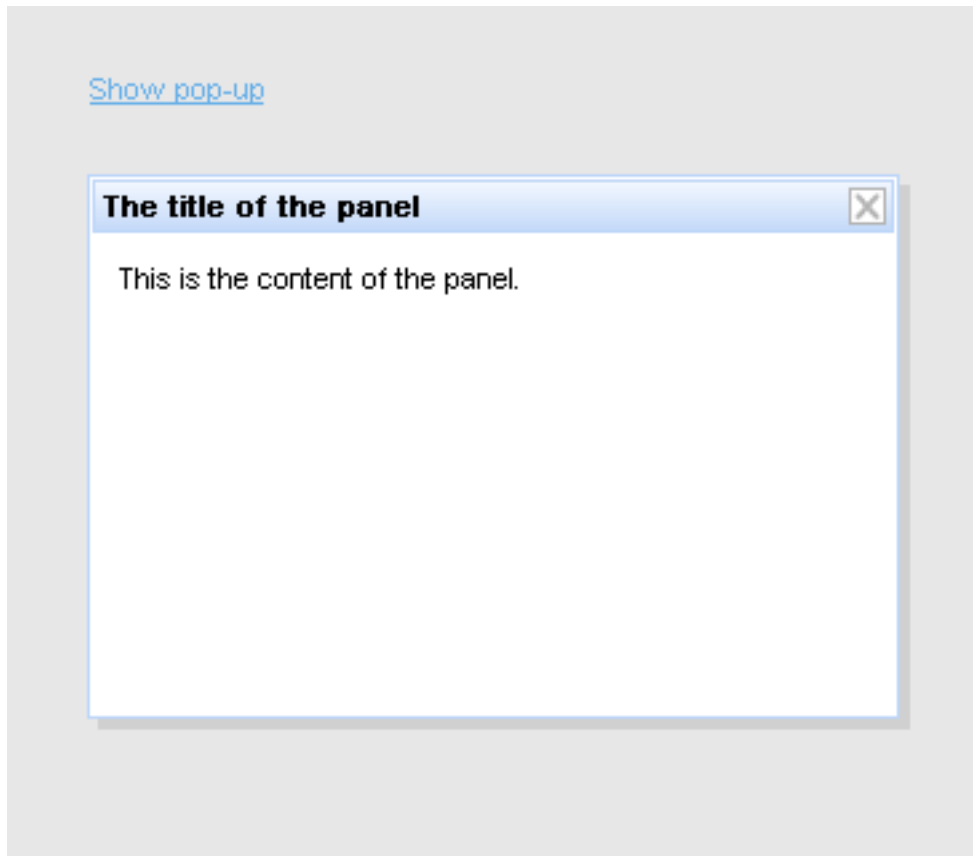 Show pop-up
The title of the panel
This is the content of the panel.